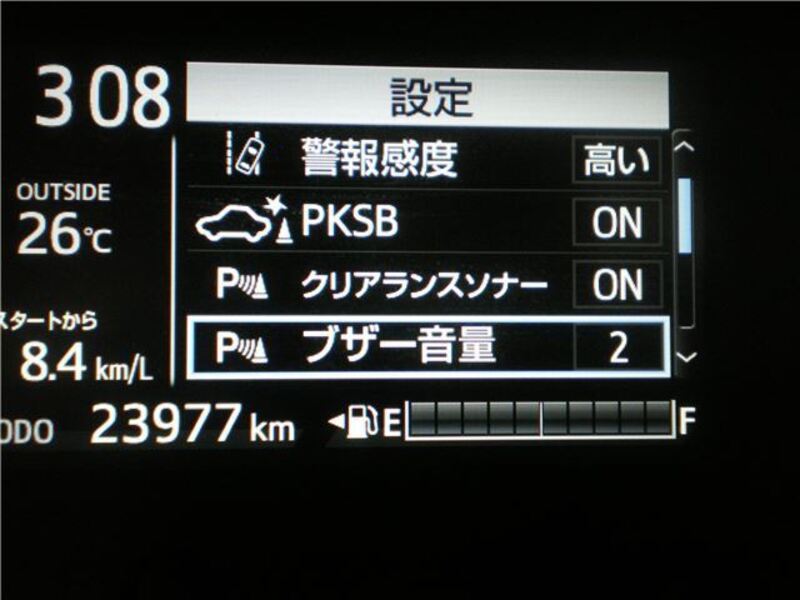 3 08
設定
警報感度 高い
OUTSIDE
26℃
PKSB ON
P クリアランスソナー ON
スタートから
8.4 km/L
P ブザー音量 2
ODO 23977 km
E F